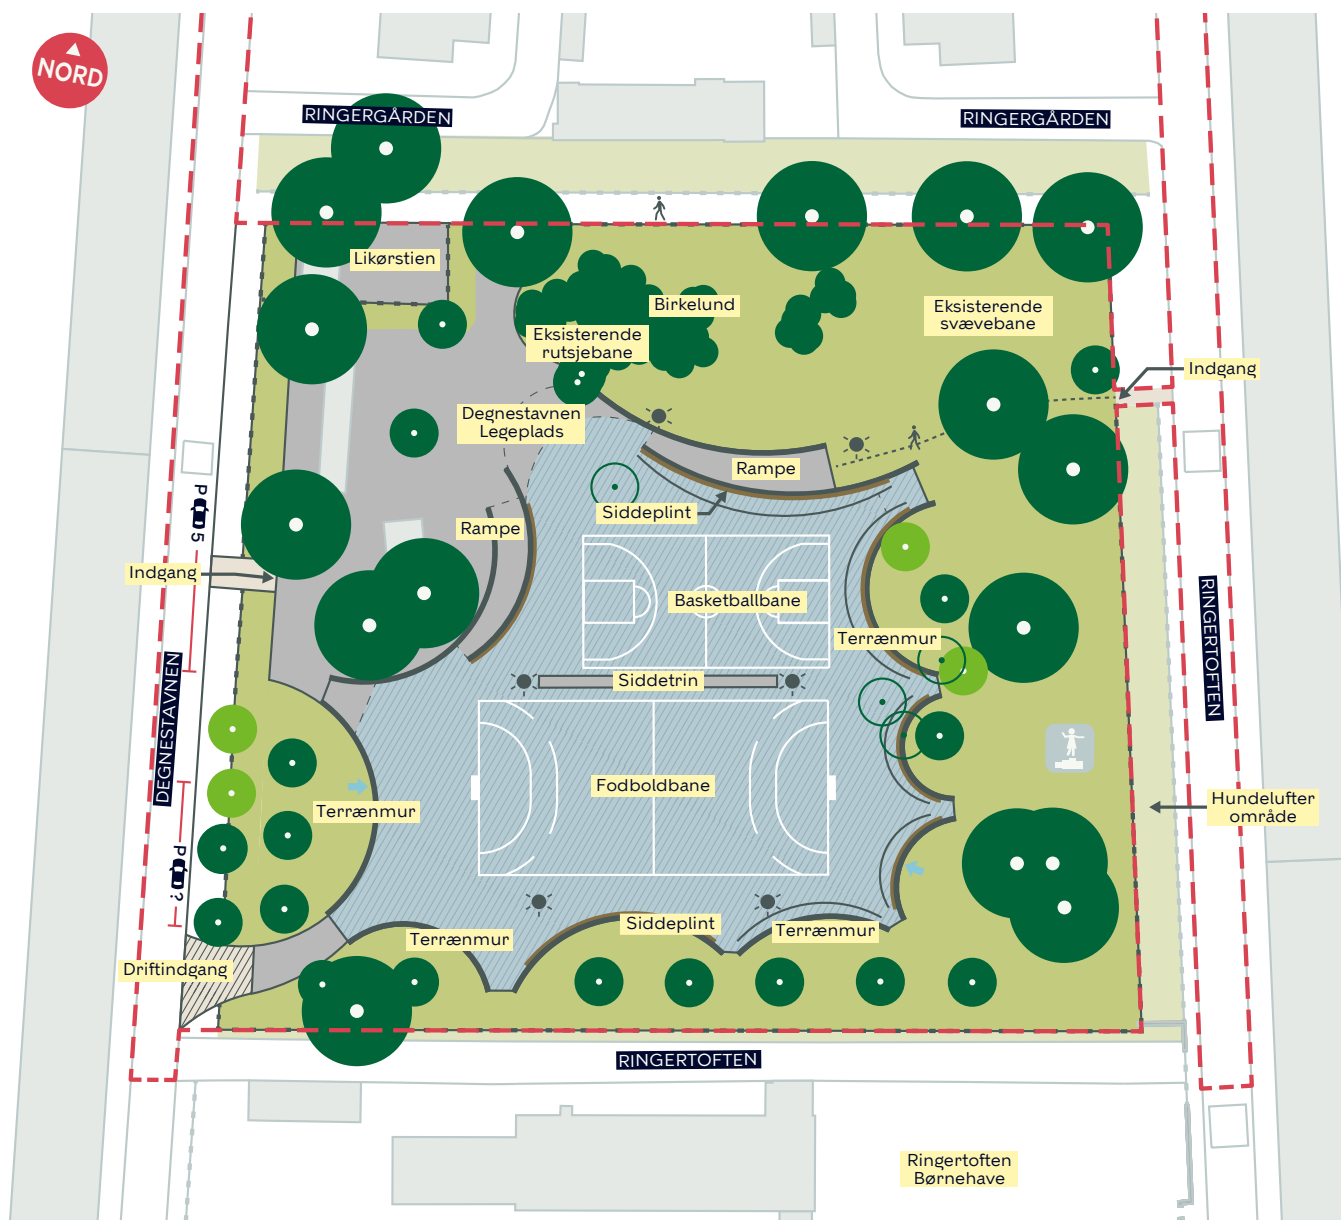 NORD
RINGERGÅRDEN
RINGERGÅRDEN
Likørstien
Birkelund
Eksisterende
svævebane
Eksisterende
rutsjebane
Indgang
Degnestavnen
Legeplads
Rampe
Siddeplint
Rampe
P 5
Indgang
Basketballbane
Terrænmur
RINGERTOFTEN
Siddetrin
DEGNESTAVNEN
Fodboldbane
Terrænmur
Hundelufter
område
P ?
Siddeplint
Terrænmur
Terrænmur
Driftindgang
RINGERTOFTEN
Ringertoften
Børnehave